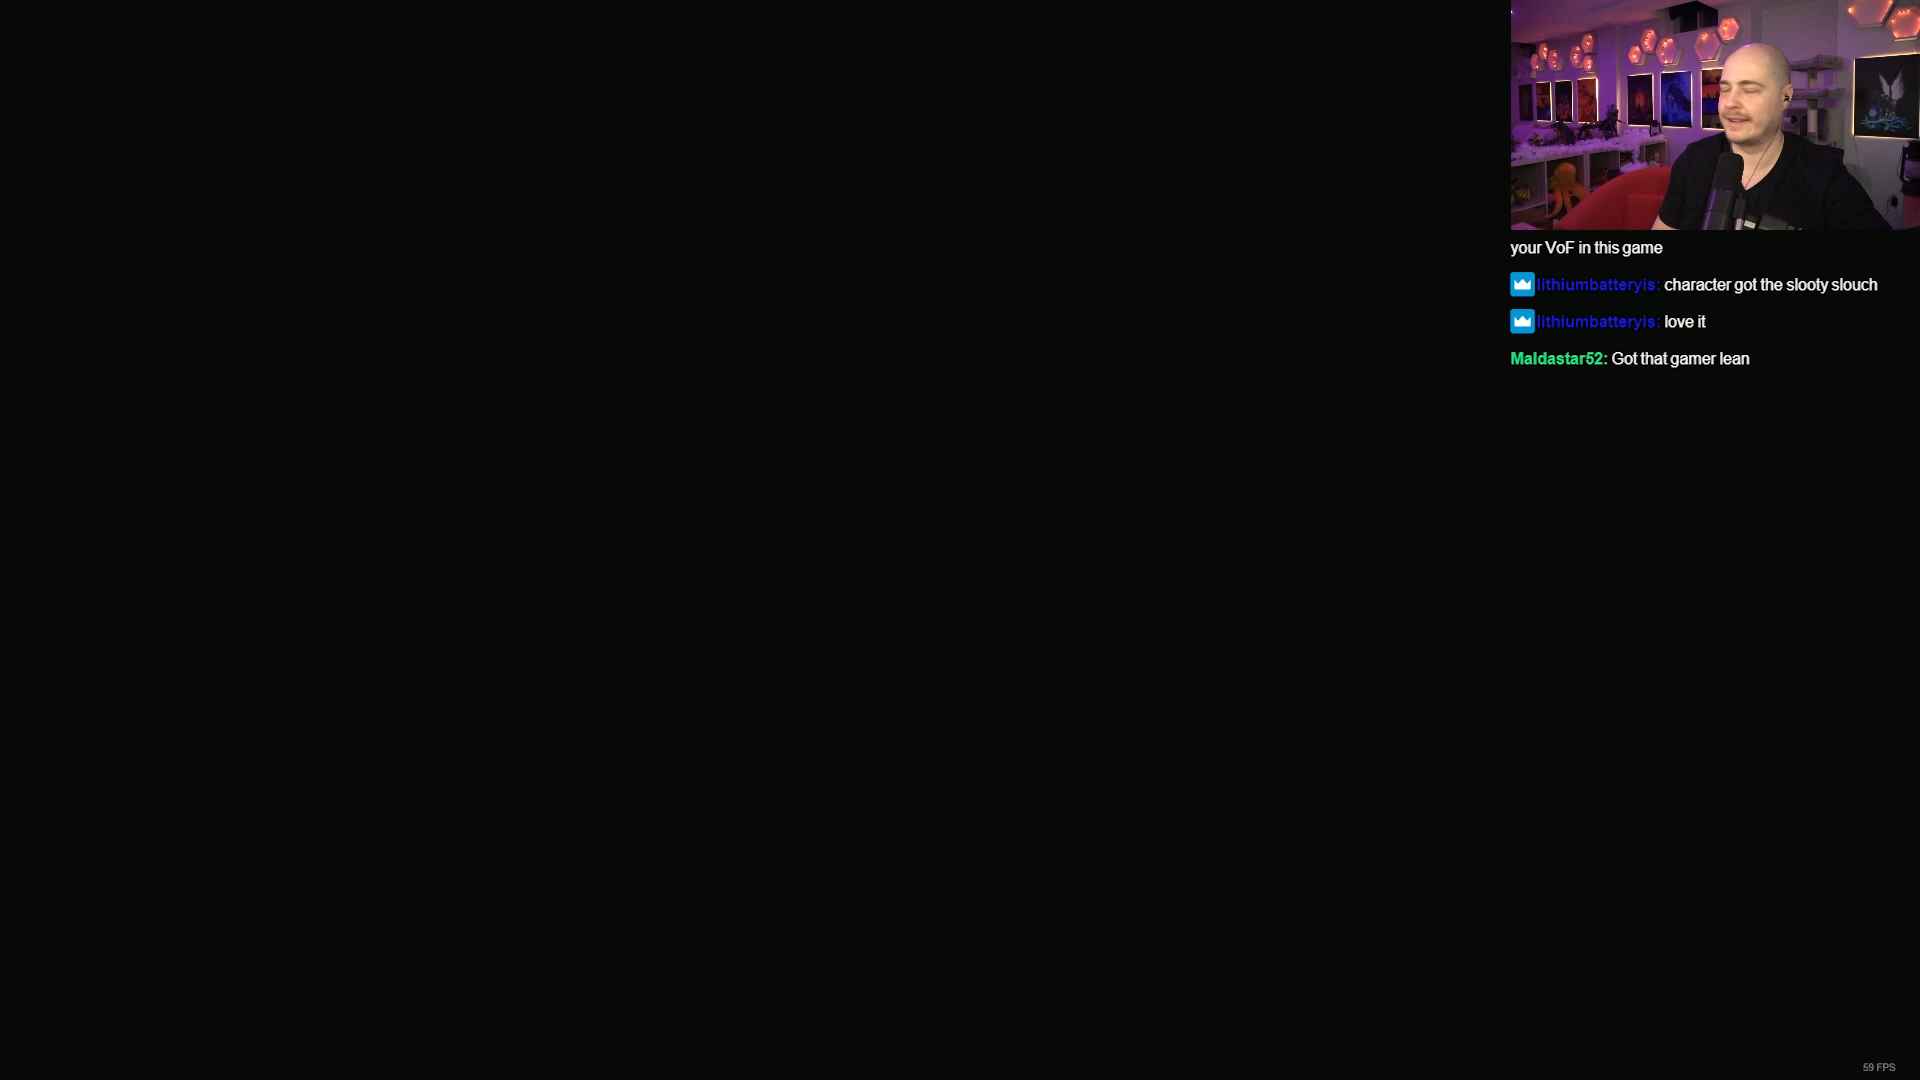 your VoF in this game
lithiumbatteryis: character got the slooty slouch
lithiumbatteryis: love it
Maldastar52: Got that gamer lean
59 FPS